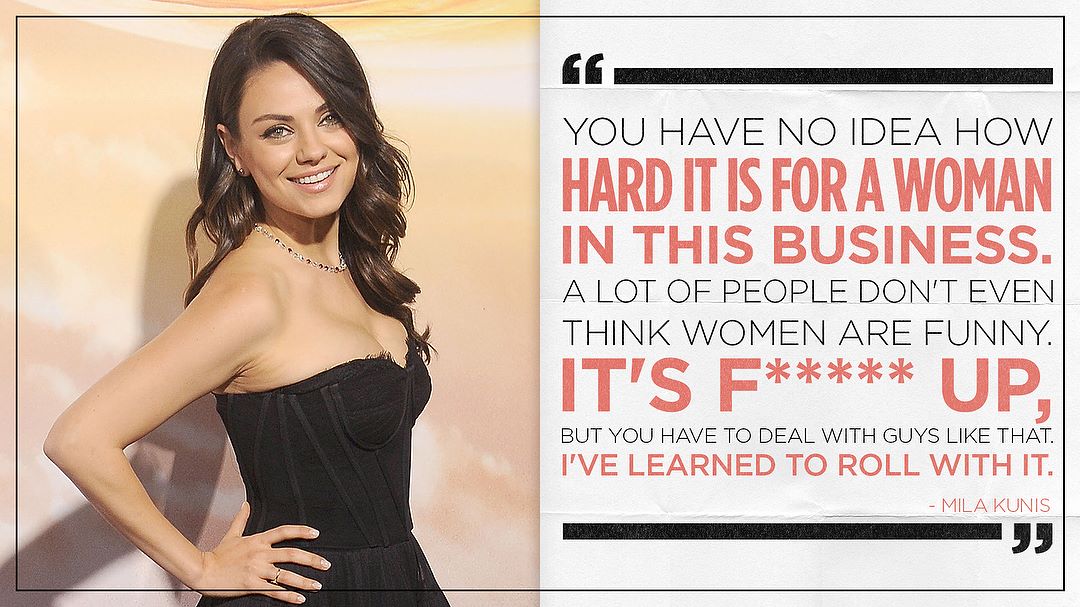 “
YOU HAVE NO IDEA HOW
HARD IT IS FOR A WOMAN
IN THIS BUSINESS.
A LOT OF PEOPLE DON'T EVEN
THINK WOMEN ARE FUNNY.
IT'S F***** UP,
BUT YOU HAVE TO DEAL WITH GUYS LIKE THAT.
I'VE LEARNED TO ROLL WITH IT.
- MILA KUNIS
”